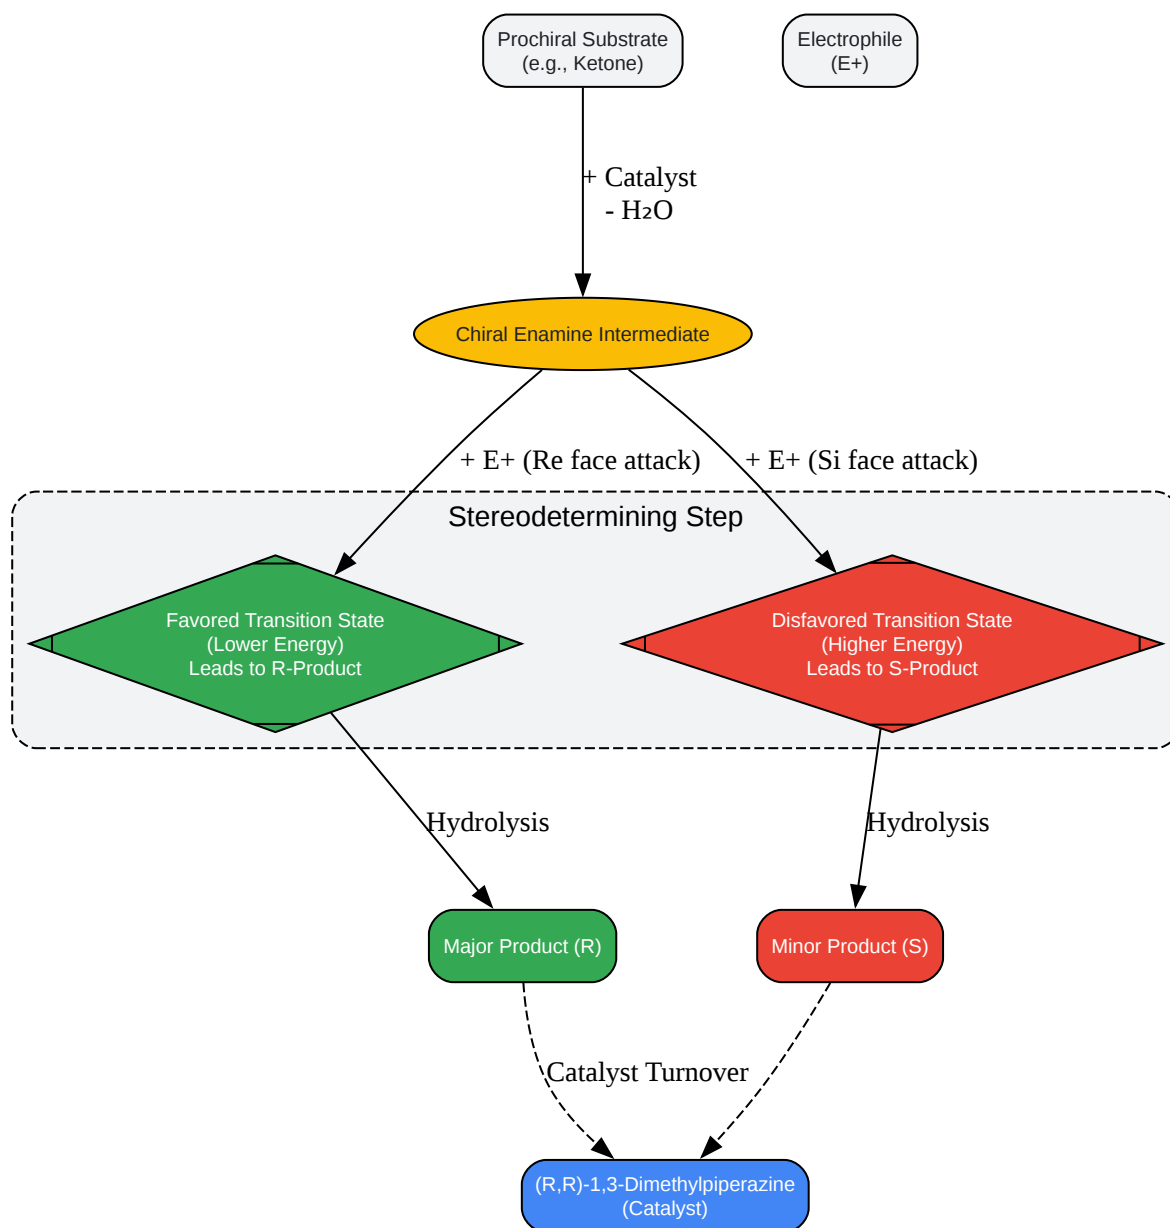 Prochiral Substrate
(e.g., Ketone)
Electrophile
(E+)
+ Catalyst
- H₂O
Chiral Enamine Intermediate
+ E+ (Re face attack)
+ E+ (Si face attack)
Stereodetermining Step
Favored Transition State
(Lower Energy)
Leads to R-Product
Disfavored Transition State
(Higher Energy)
Leads to S-Product
Hydrolysis
Hydrolysis
Major Product (R)
Minor Product (S)
Catalyst Turnover
(R,R)-1,3-Dimethylpiperazine
(Catalyst)